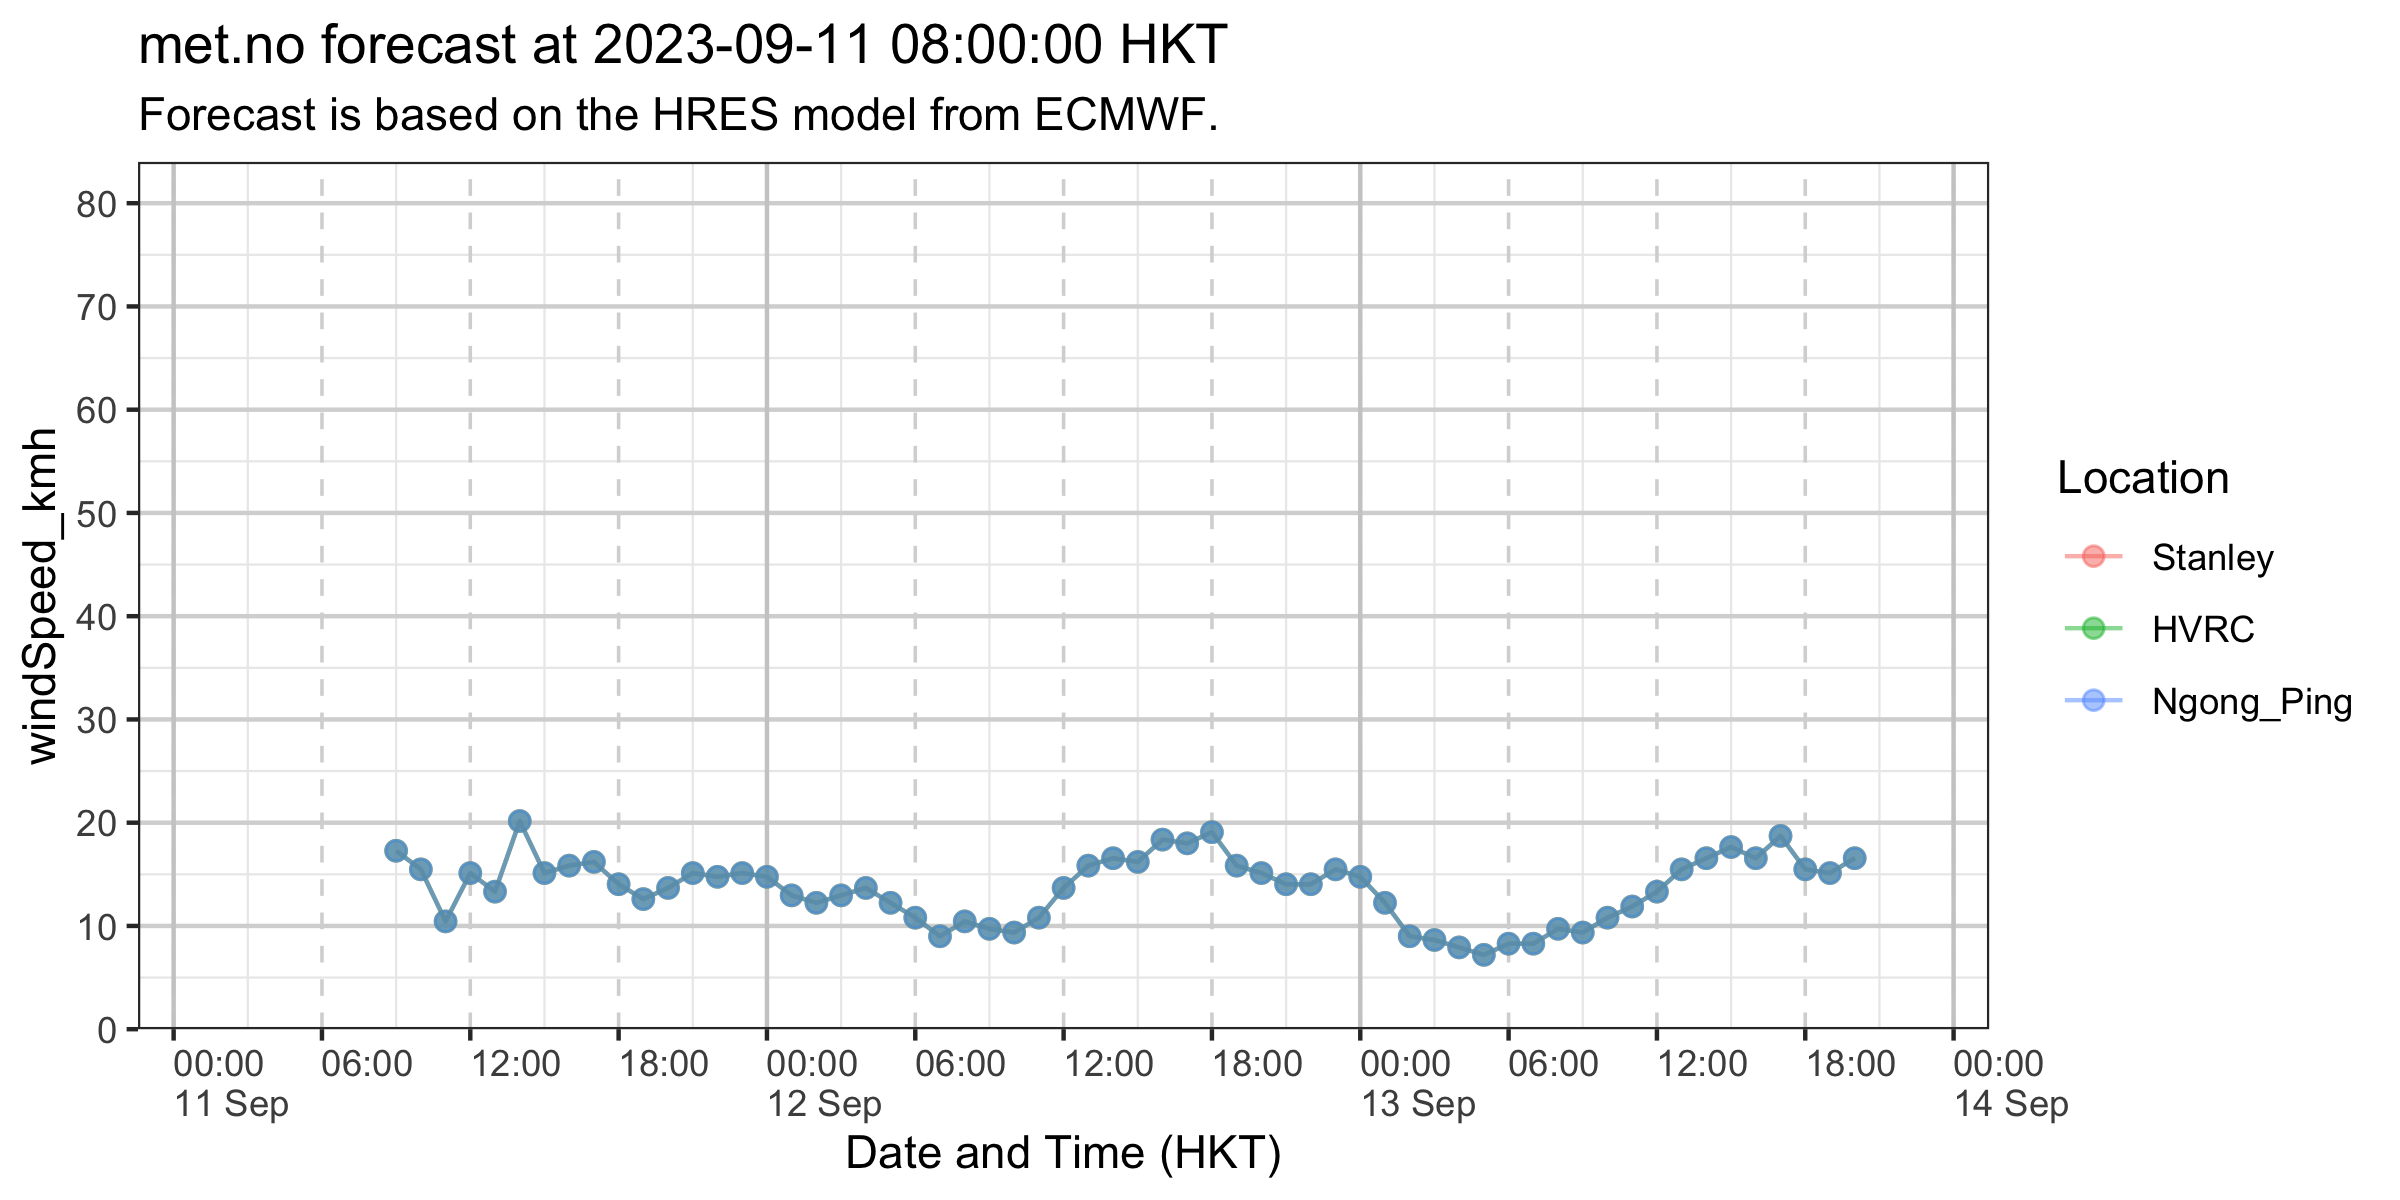 met.no forecast at 2023-09-11 08:00:00 HKT
Forecast is based on the HRES model from ECMWF.
windSpeed_kmh
80
70
60
50
40
30
20
10
0
00:00 06:00 12:00 18:00 00:00 06:00 12:00 18:00 00:00 06:00 12:00 18:00 00:00
11 Sep 12 Sep 13 Sep 14 Sep
Date and Time (HKT)
Location
Stanley
HVRC
Ngong_Ping